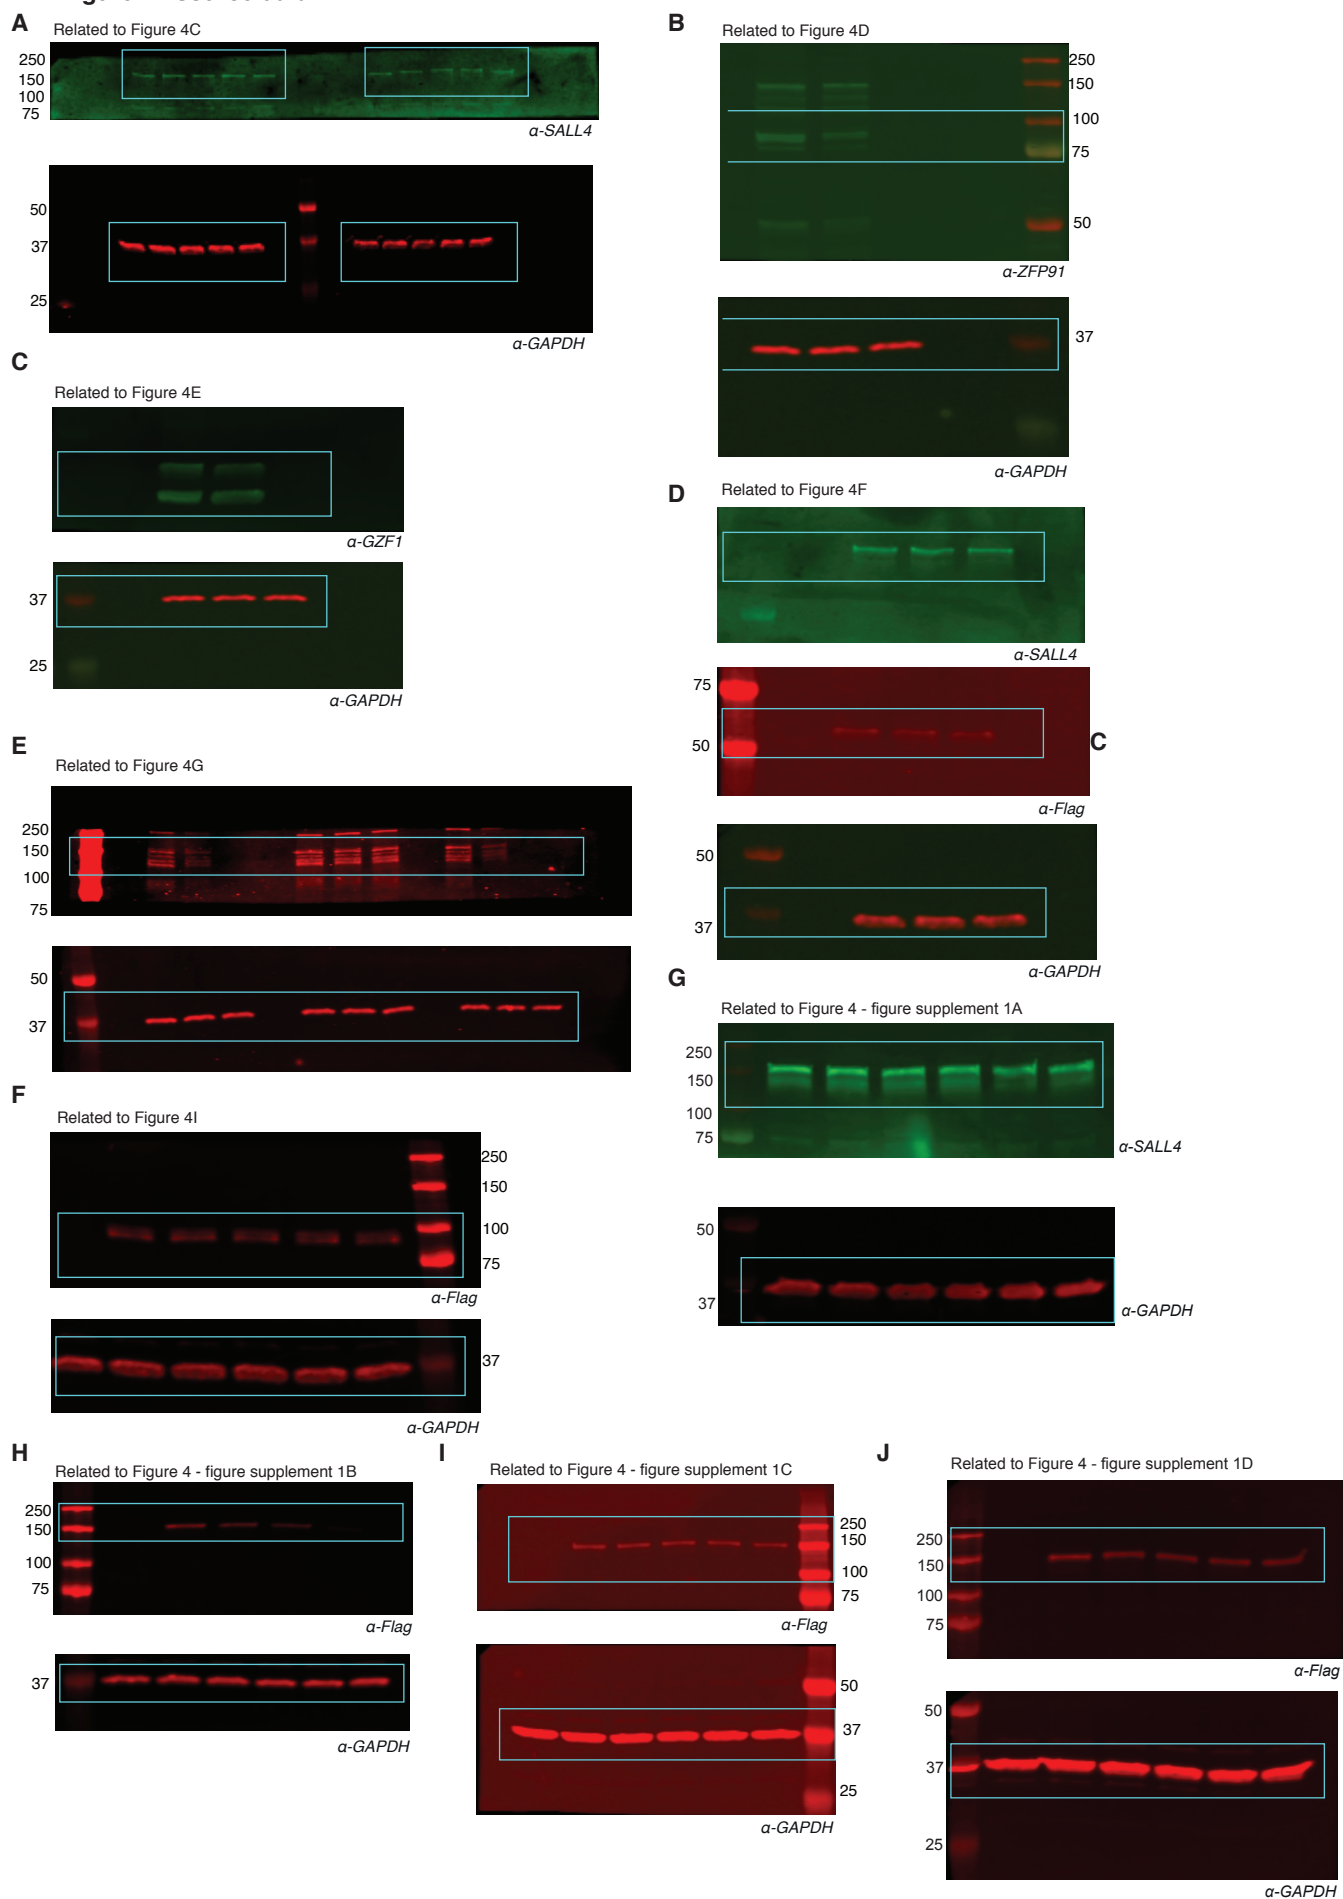 A
Related to Figure 4C
250
150
100
75
α-SALL4
50
37
25
α-GAPDH
B
Related to Figure 4D
250
150
100
75
50
α-ZFP91
37
α-GAPDH
C
Related to Figure 4E
α-GZF1
37
25
α-GAPDH
D
Related to Figure 4F
α-SALL4
75
50
C
α-Flag
50
37
α-GAPDH
E
Related to Figure 4G
250
150
100
75
50
37
F
Related to Figure 4I
250
150
100
75
α-Flag
37
α-GAPDH
G
Related to Figure 4 - figure supplement 1A
250
150
100
75
α-SALL4
50
37
α-GAPDH
H
Related to Figure 4 - figure supplement 1B
250
150
100
75
α-Flag
37
α-GAPDH
I
Related to Figure 4 - figure supplement 1C
250
150
100
75
α-Flag
50
37
25
α-GAPDH
J
Related to Figure 4 - figure supplement 1D
250
150
100
75
α-Flag
50
37
25
α-GAPDH